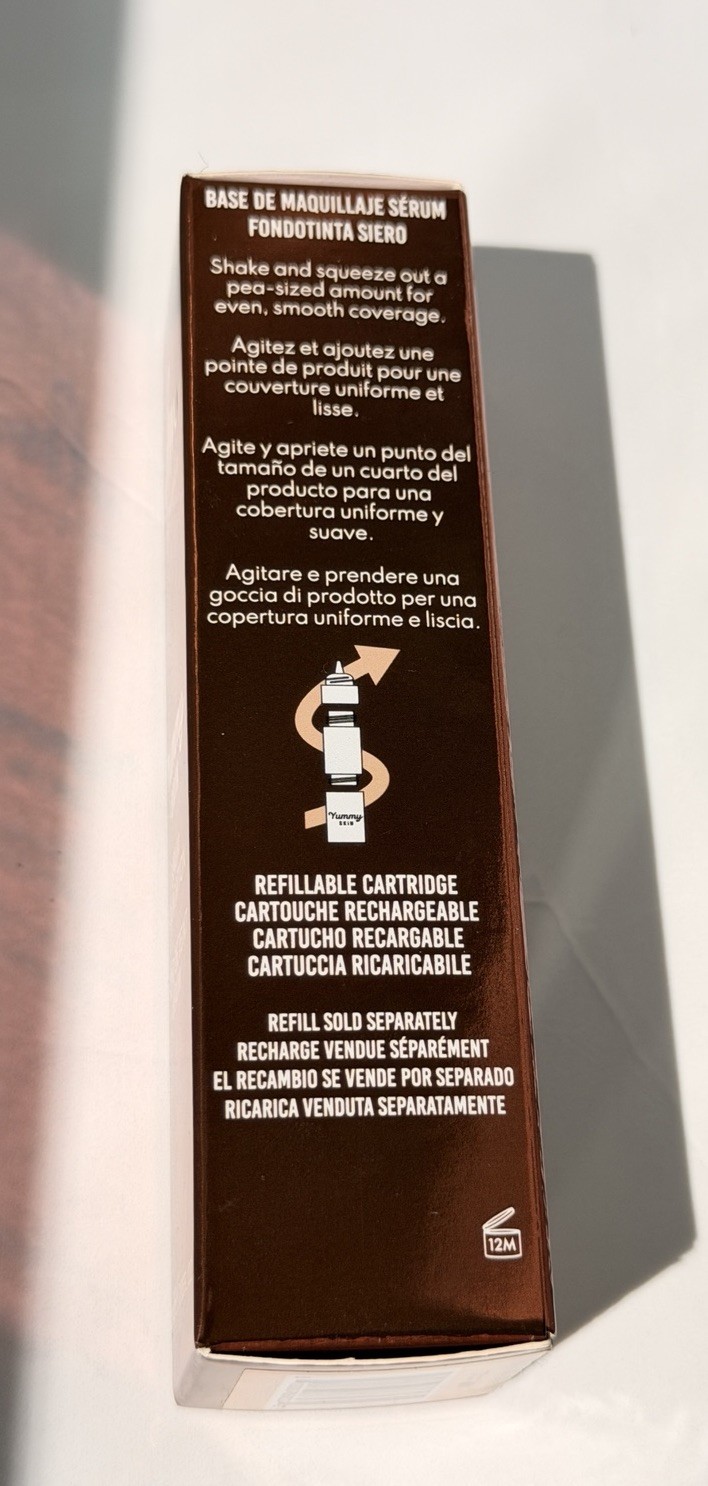 BASE DE MAQUILLAJE SÉRUM
FONDOTINTA SIERO
Shake and squeeze out a
pea-sized amount for
even, smooth coverage.
Agitez et ajoutez une
pointe de produit pour une
couverture uniforme et
lisse.
Agite y apriete un punto del
tamaño de un cuarto del
producto para una
cobertura uniforme y
suave.
Agitare e prendere una
goccia di prodotto per una
copertura uniforme e liscia.
Yummy
SKIN
REFILLABLE CARTRIDGE
CARTOUCHE RECHARGEABLE
CARTUCHO RECARGABLE
CARTUCCIA RICARICABILE
REFILL SOLD SEPARATELY
RECHARGE VENDUE SÉPARÉMENT
EL RECAMBIO SE VENDE POR SEPARADO
RICARICA VENDUTA SEPARATAMENTE
12M